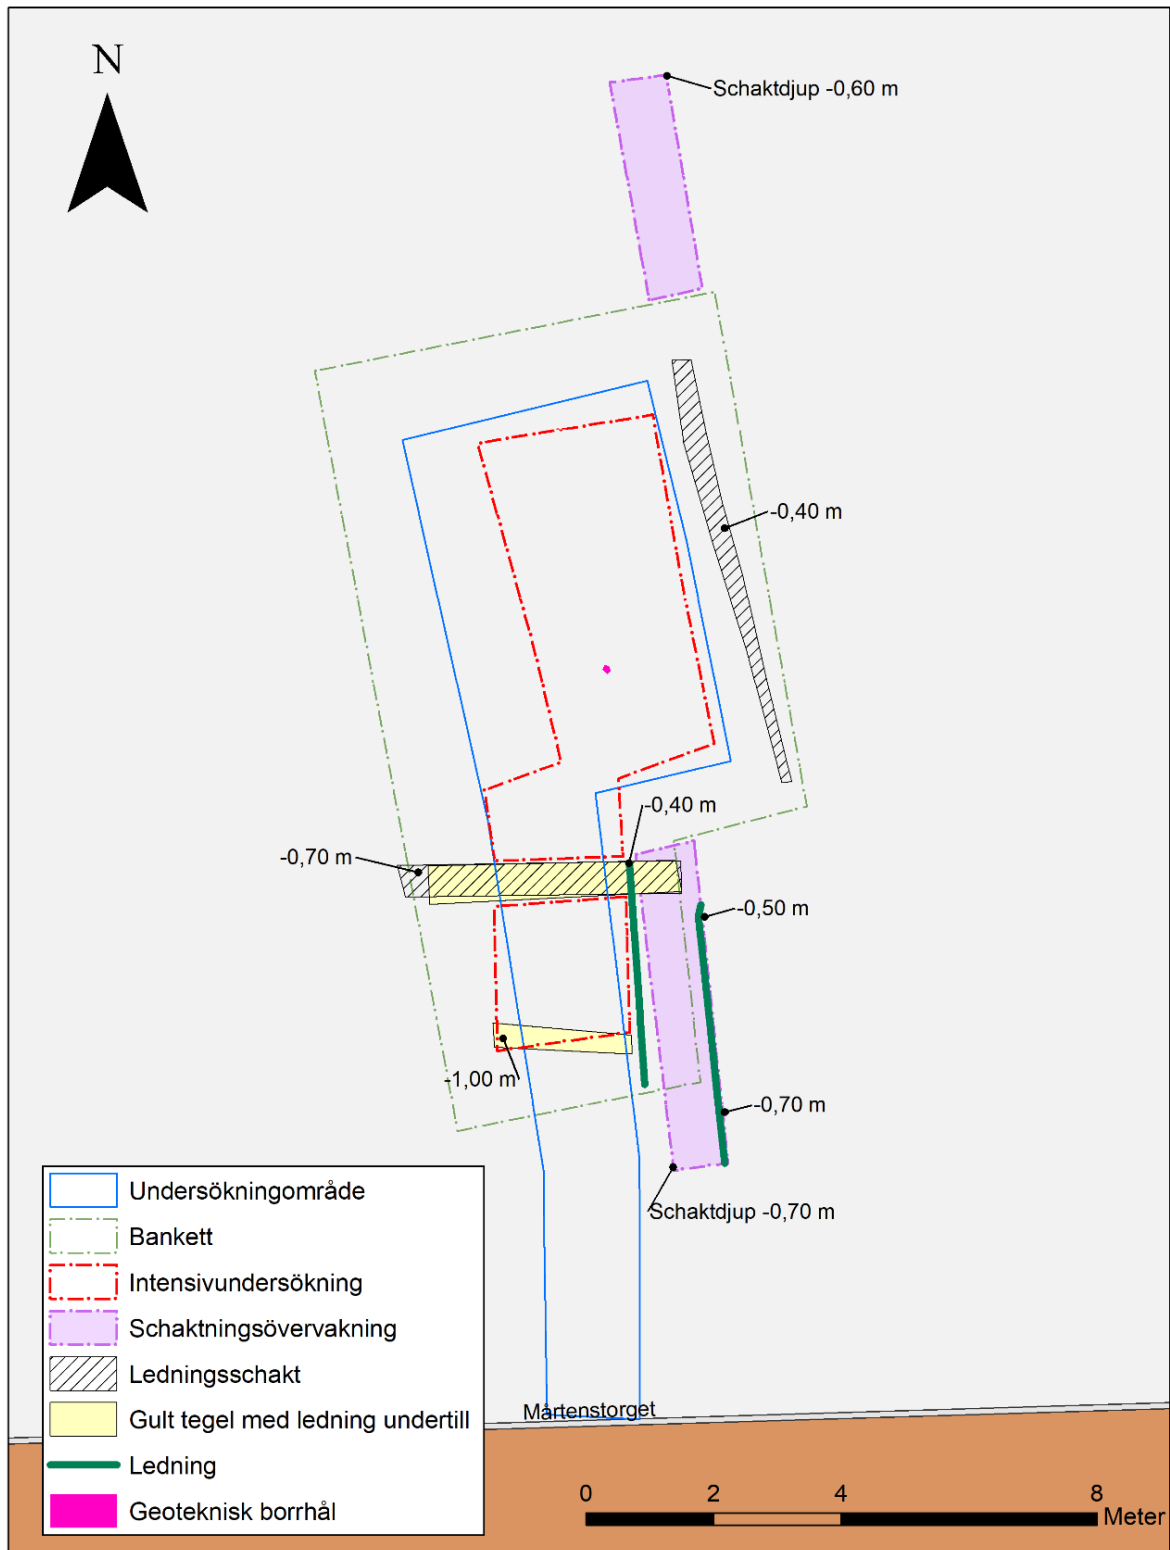 N
Schaktdjup -0,60 m
-0,40 m
-0,40 m
-0,70 m
-0,50 m
-1,00 m
-0,70 m
Schaktdjup -0,70 m
Undersökningområde
Bankett
Intensivundersökning
Schaktningsövervakning
Ledningsschakt
Gult tegel med ledning undertill
Ledning
Geoteknisk borrhål
Mårtenstorget
0 2 4 8
Meter